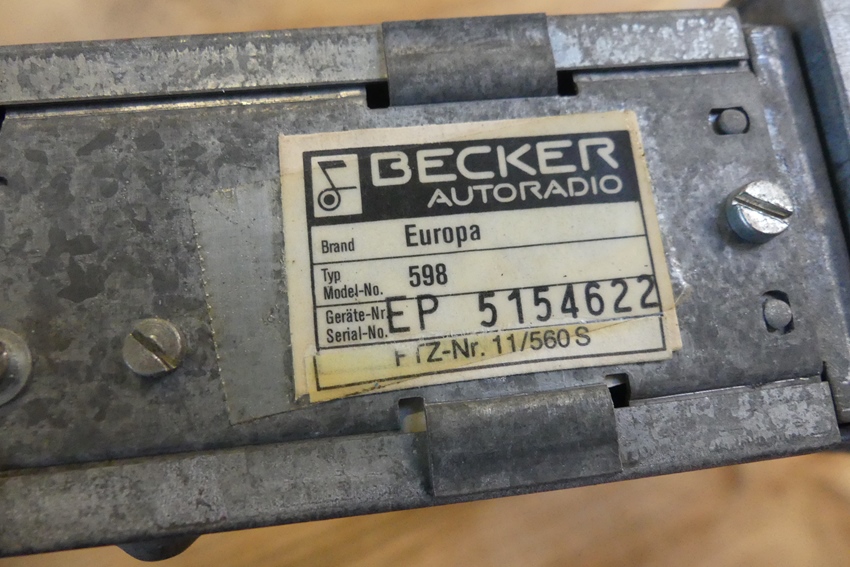 BECKER
AUTORADIO
Brand Europa
Typ
Model-No. 598
Geräte-Nr.
Serial-No. EP 5154622
FTZ-Nr. 11/560 S